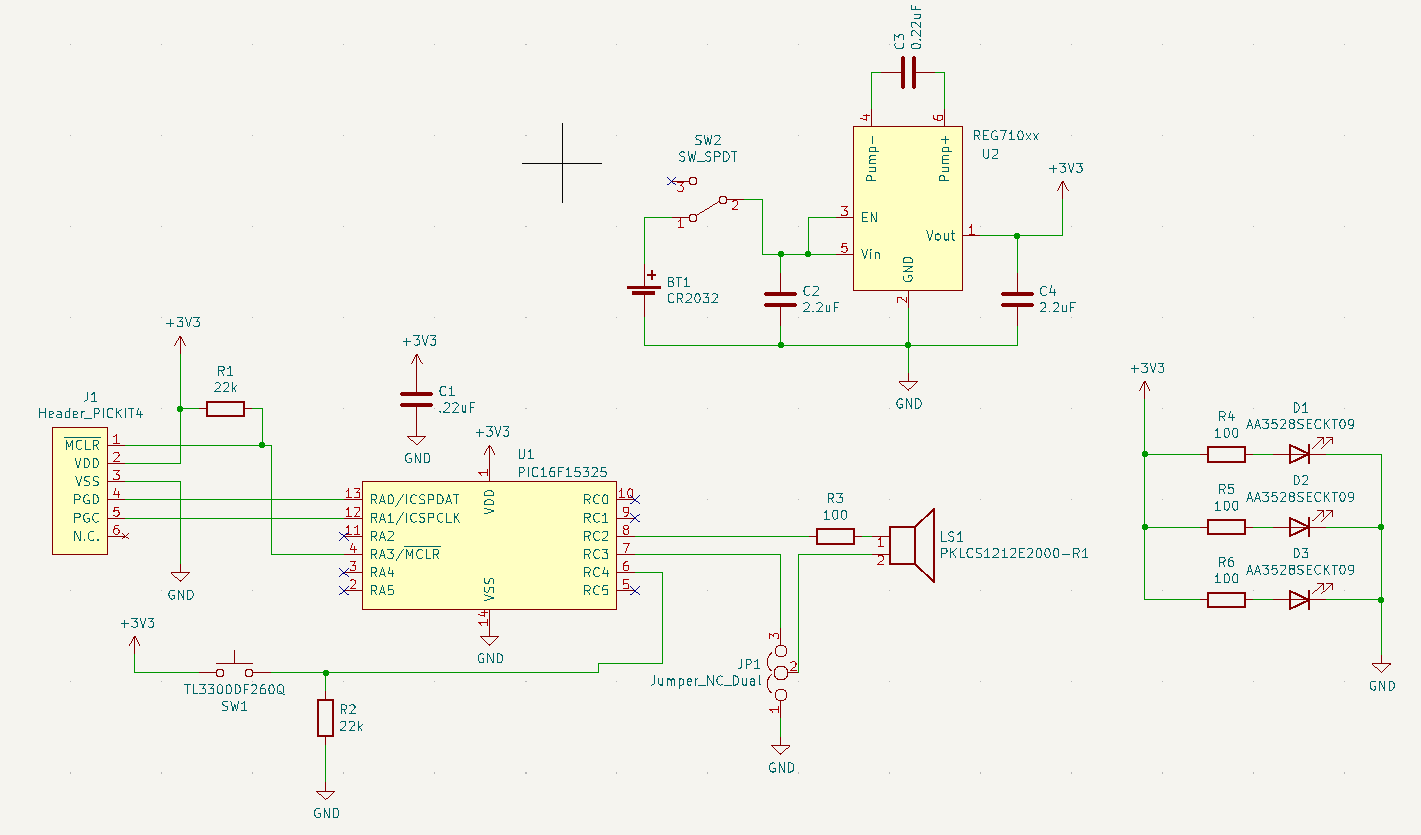 C3
0.22uF
4
6
Pump-
Pump+
REG710xx
U2
SW2
SW_SPDT
3
2
1
3
EN
5
Vin
Vout
1
GND
2
+3V3
BT1
CR2032
C2
2.2uF
C4
2.2uF
GND
+3V3
R1
22k
J1
Header_PICKIT4
MCLR
1
VDD
2
VSS
3
PGD
4
PGC
5
N.C.
6
GND
+3V3
C1
.22uF
GND
+3V3
1
U1
PIC16F15325
VDD
13
RA0/ICSPDAT
12
RA1/ICSPCLK
11
RA2
4
RA3/MCLR
3
RA4
2
RA5
VSS
14
GND
RC0
10
RC1
9
RC2
8
RC3
7
RC4
6
RC5
5
R3
100
1
2
LS1
PKLCS1212E2000-R1
3
JP1
2
Jumper_NC_Dual
1
GND
+3V3
TL3300DF260Q
SW1
R2
22k
GND
+3V3
R4
100
D1
AA3528SECKT09
R5
100
D2
AA3528SECKT09
R6
100
D3
AA3528SECKT09
GND